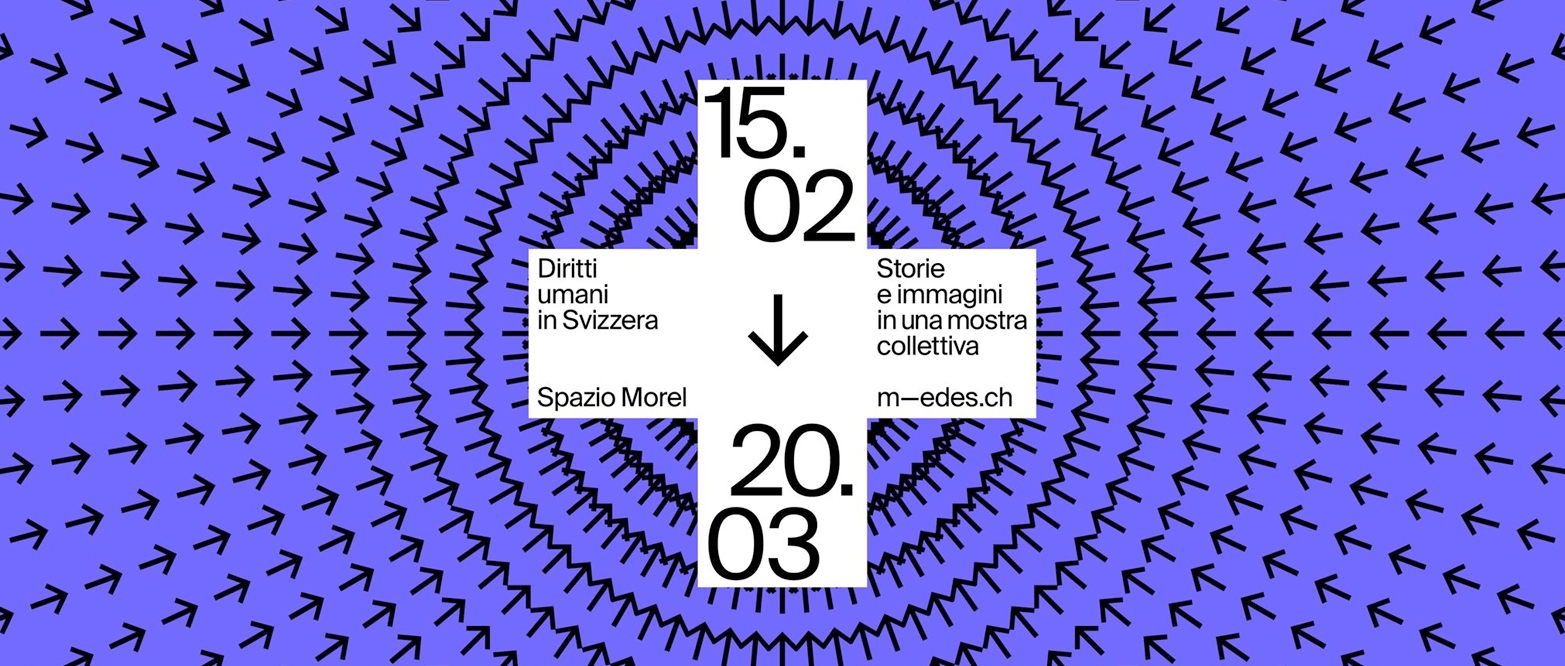 15.
02
Diritti
umani
in Svizzera
Spazio Morel
Storie
e immagini
in una mostra
collettiva
m—edes.ch
20.
03